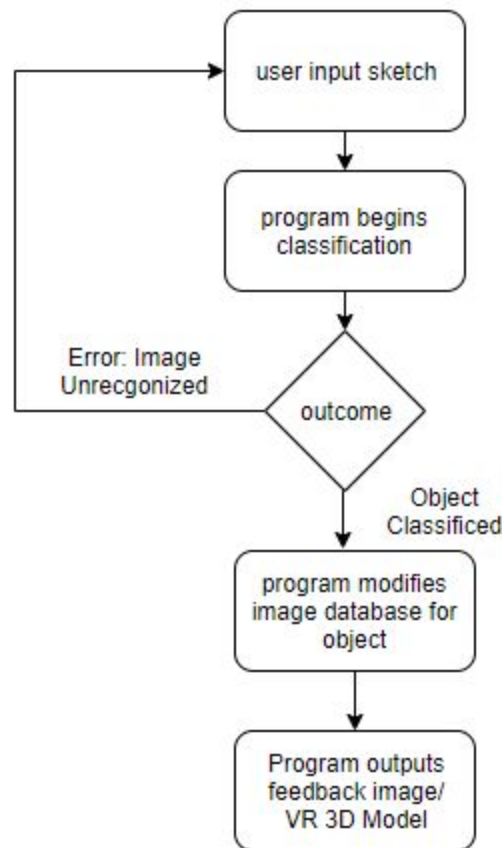 user input sketch
program begins
classification
Error: Image
Unrecgonized
outcome
Object
Classificed
program modifies
image database for
object
Program outputs
feedback image/
VR 3D Model